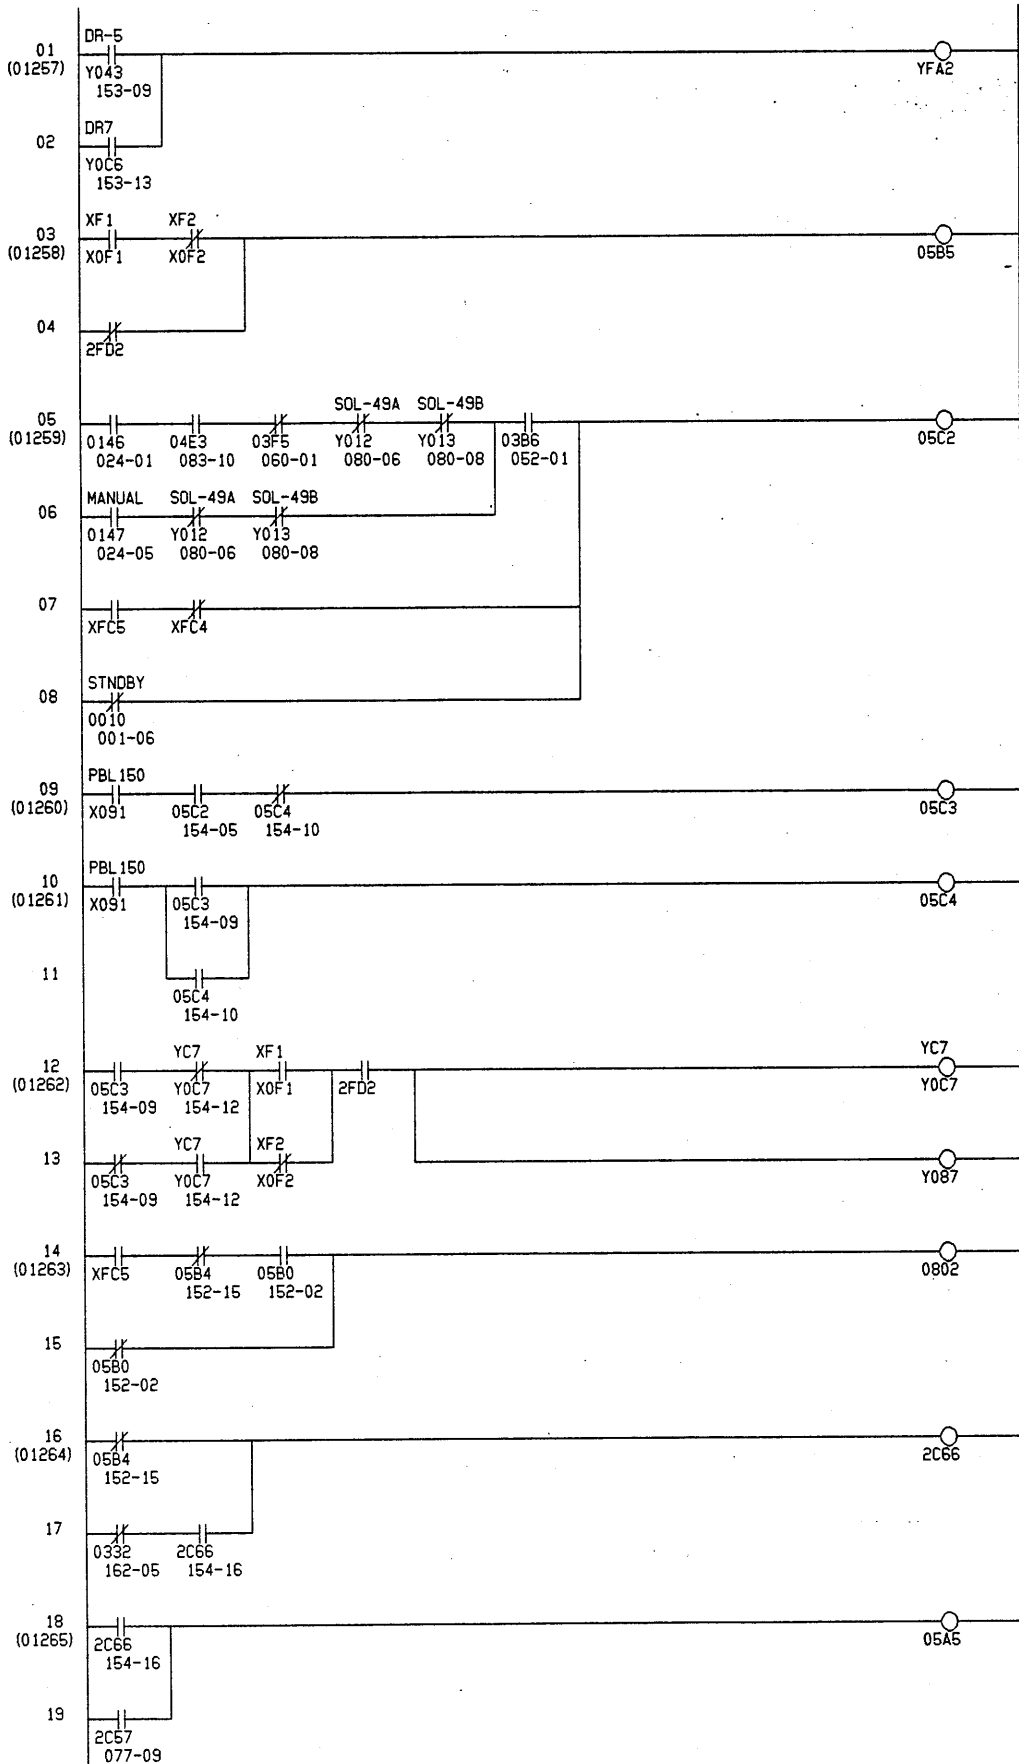 DR-5
01
(01257)
Y043
YFA2
153-09
DR7
02
Y0C6
153-13
XF1 XF2
03
(01258)
X0F1 X0F2
05B5
04
2FD2
SOL-49A SOL-49B
05
(01259)
0146 04E3 03F5 Y012 Y013 03B6
05C2
024-01 083-10 060-01 080-06 080-08 052-01
MANUAL SOL-49A SOL-49B
06
0147 Y012 Y013
024-05 080-06 080-08
07
XFC5 XFC4
STNDBY
08
0010
001-06
PBL150
09
(01260)
X091 05C2 05C4
05C3
154-05 154-10
PBL150
10
(01261)
X091 05C3
05C4
154-09
11
05C4
154-10
YC7 XF1
YC7
12
(01262)
05C3 Y0C7 X0F1 2FD2
Y0C7
154-09 154-12
YC7 XF2
13
05C3 Y0C7 X0F2
Y087
154-09 154-12
14
(01263)
XFC5 05B4 05B0
0802
152-15 152-02
15
05B0
152-02
16
(01264)
05B4
2C66
152-15
17
0332 2C66
162-05 154-16
18
(01265)
2C66
05A5
154-16
19
2C57
077-09